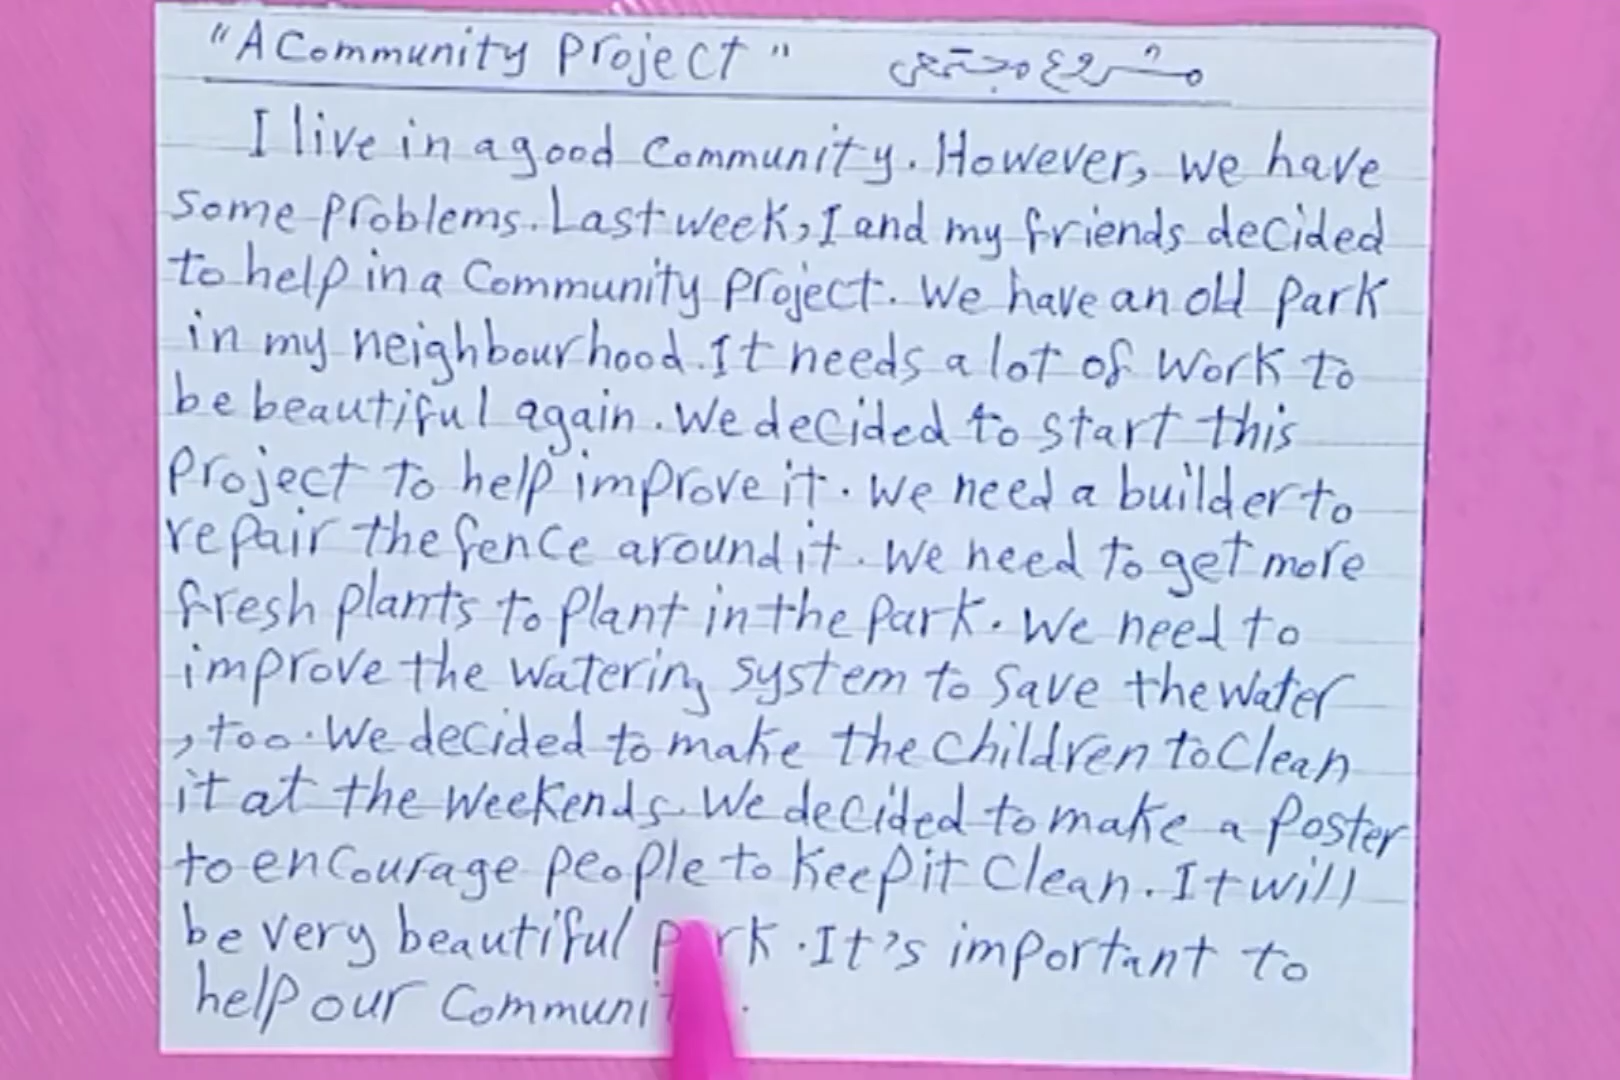 "A Community Project" مشروع مجتمعى
I live in a good Community. However, we have
some problems. Last week, I and my friends decided
to help in a Community project. We have an old park
in my neighbourhood. It needs a lot of work to
be beautiful again. We decided to start this
Project to help improve it. We need a builder to
repair the fence around it. We need to get more
fresh plants to plant in the park. We need to
improve the watering system to save the water
, too. We decided to make the children to clean
it at the weekends. We decided to make a poster
to encourage people to keep it clean. It will
be very beautiful park. It's important to
help our